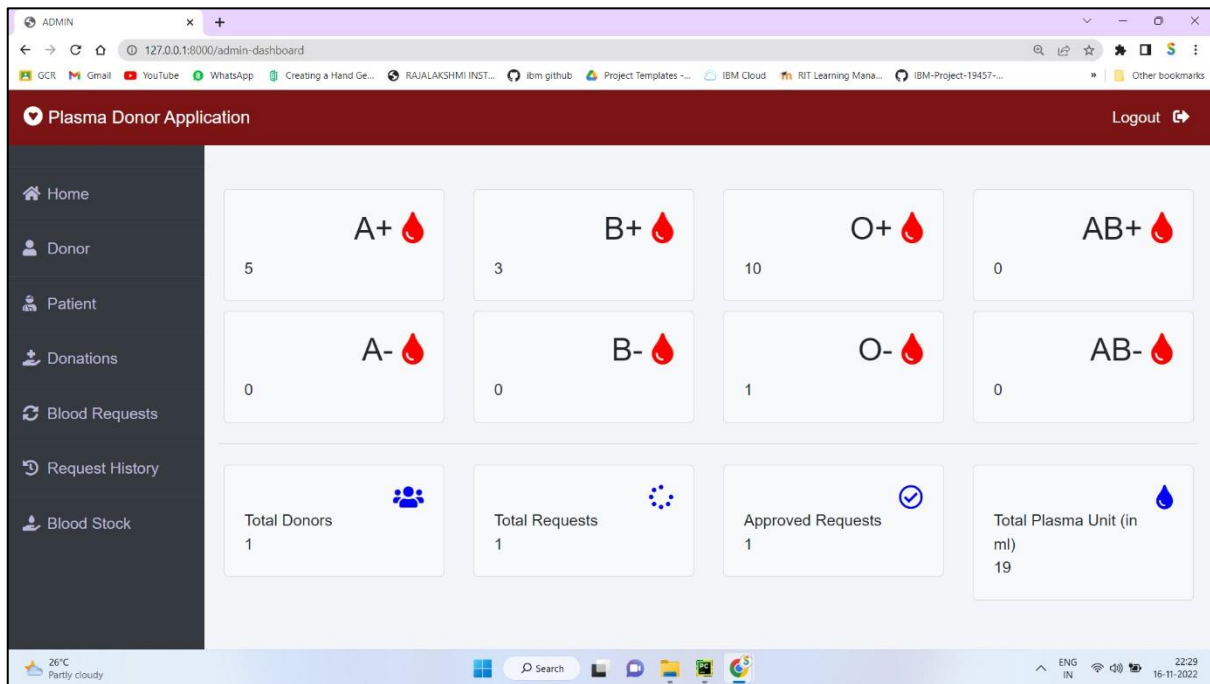 ADMIN
127.0.0.1:8000/admin-dashboard
GCR Gmail YouTube WhatsApp Creating a Hand Ge... RAJALAKSHMI INST... ibm github Project Templates -... IBM Cloud RIT Learning Mana... IBM-Project-19457-... » Other bookmarks
Plasma Donor Application Logout
Home
Donor
Patient
Donations
Blood Requests
Request History
Blood Stock
A+ B+ O+ AB+
5 3 10 0
A- B- O- AB-
0 0 1 0
Total Donors Total Requests Approved Requests Total Plasma Unit (in
ml)
1 1 1 19
26°C
Partly cloudy
Search
ENG
IN
22:29
16-11-2022